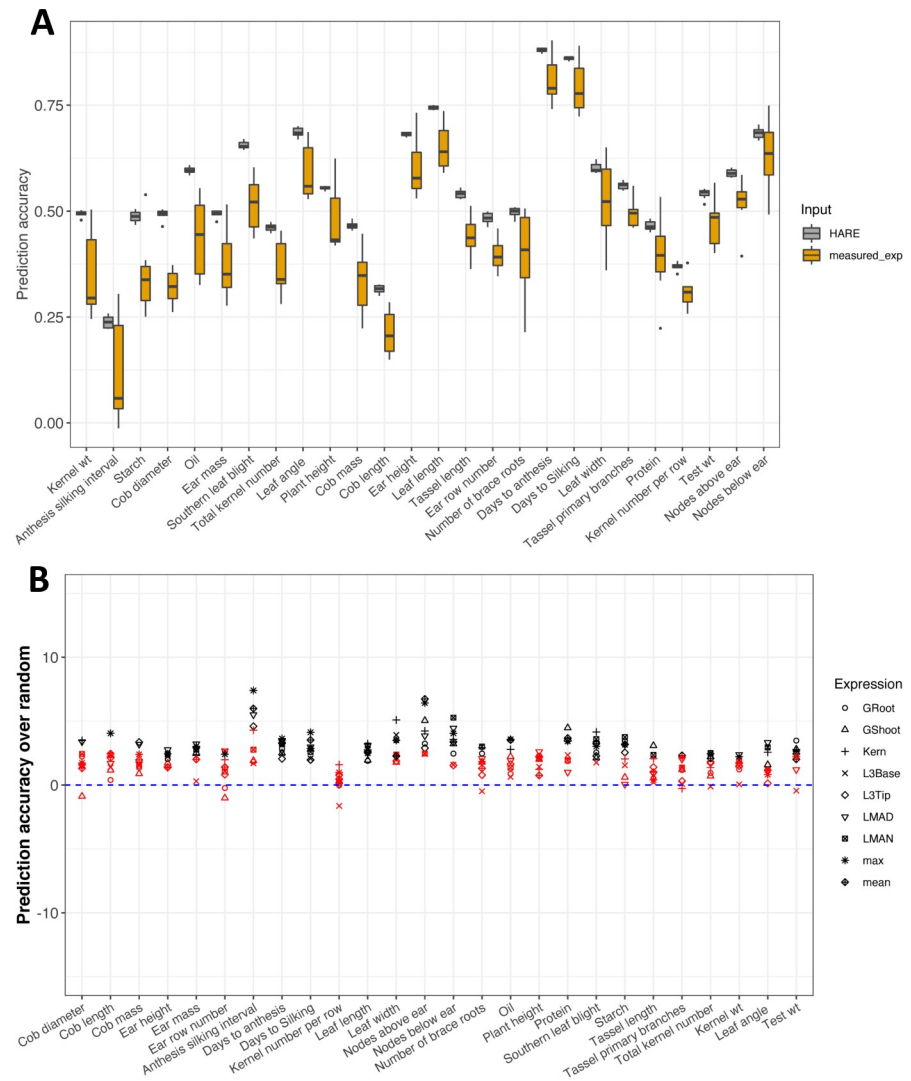 A
Prediction accuracy
0.75
0.50
0.25
0.00
Kernel wt
Anthesis silking interval
Starch
Cob diameter
Oil
Ear mass
Southern leaf blight
Total kernel number
Leaf angle
Plant height
Cob mass
Cob length
Ear height
Leaf length
Tassel length
Ear row number
Number of brace roots
Days to anthesis
Days to Silking
Leaf width
Tassel primary branches
Protein
Kernel number per row
Test wt
Nodes above ear
Nodes below ear
Input
HARE
measured_exp
B
Prediction accuracy over random
10
0
-10
Cob diameter
Cob length
Cob mass
Ear height
Ear mass
Ear row number
Anthesis silking interval
Days to anthesis
Days to Silking
Kernel number per row
Leaf length
Leaf width
Nodes above ear
Nodes below ear
Number of brace roots
Oil
Plant height
Protein
Southern leaf blight
Starch
Tassel length
Tassel primary branches
Total kernel number
Kernel wt
Leaf angle
Test wt
Expression
GRoot
GShoot
Kern
L3Base
L3Tip
LMAD
LMAN
max
mean